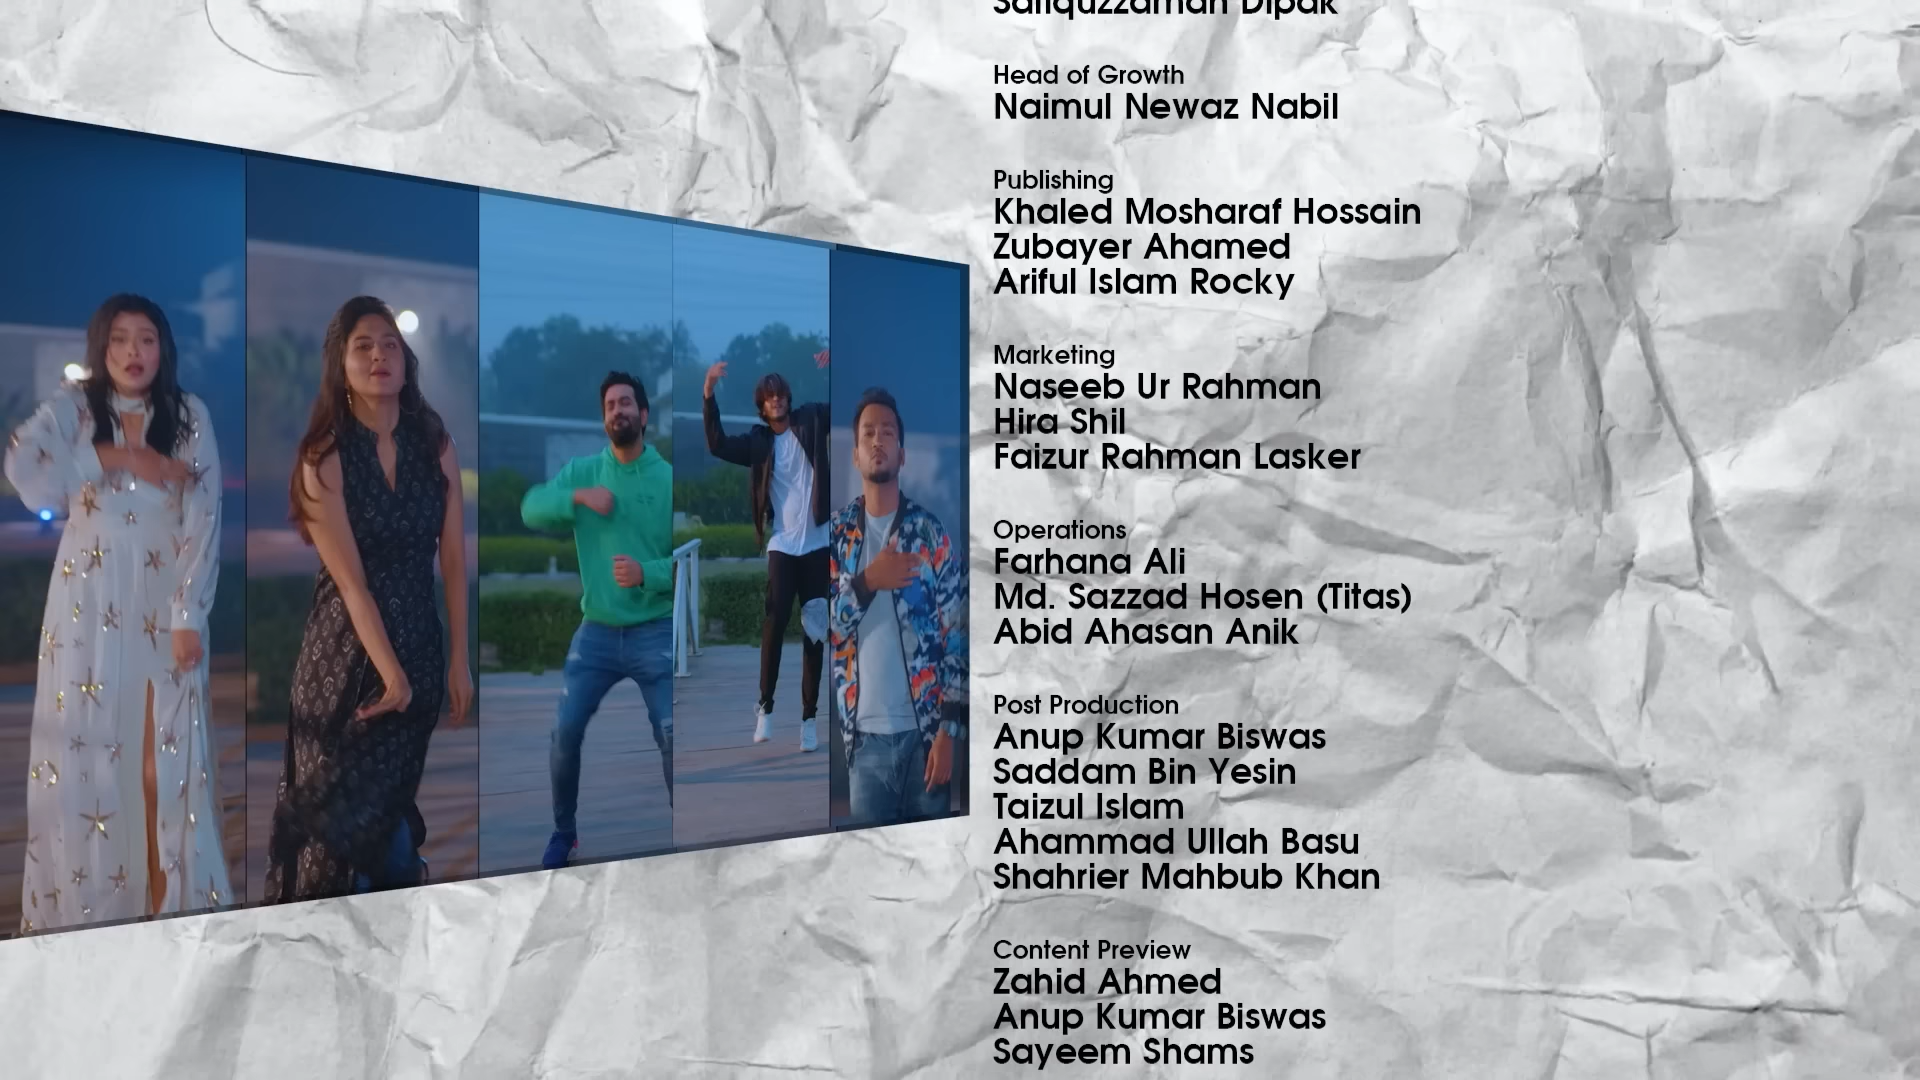 Safiquzzaman Dipak
Head of Growth
Naimul Newaz Nabil
Publishing
Khaled Mosharaf Hossain
Zubayer Ahamed
Ariful Islam Rocky
Marketing
Naseeb Ur Rahman
Hira Shil
Faizur Rahman Lasker
Operations
Farhana Ali
Md. Sazzad Hosen (Titas)
Abid Ahasan Anik
Post Production
Anup Kumar Biswas
Saddam Bin Yesin
Taizul Islam
Ahammad Ullah Basu
Shahrier Mahbub Khan
Content Preview
Zahid Ahmed
Anup Kumar Biswas
Sayeem Shams